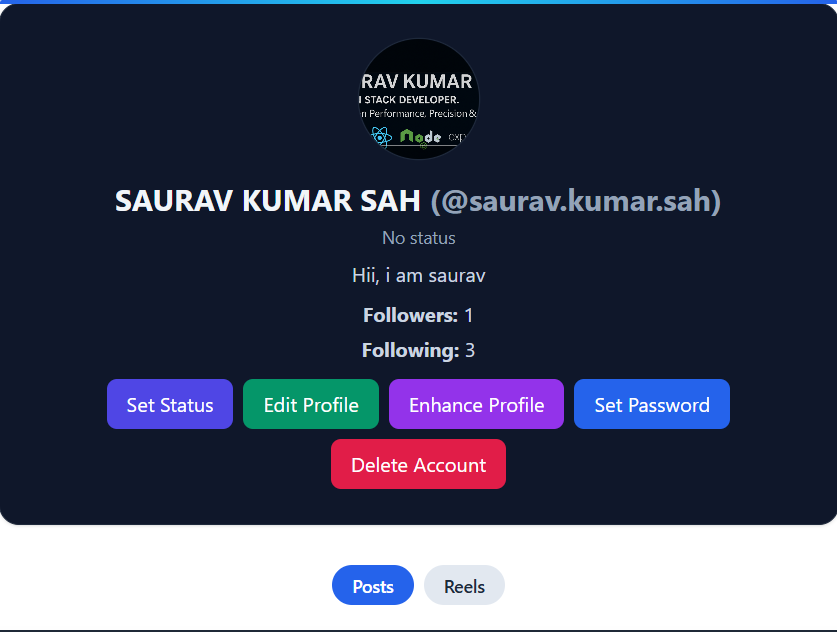 RAV KUMAR
STACK DEVELOPER.
n Performance, Precision &
node exp
SAURAV KUMAR SAH (@saurav.kumar.sah)
No status
Hii, i am saurav
Followers: 1
Following: 3
Set Status Edit Profile Enhance Profile Set Password
Delete Account
Posts Reels